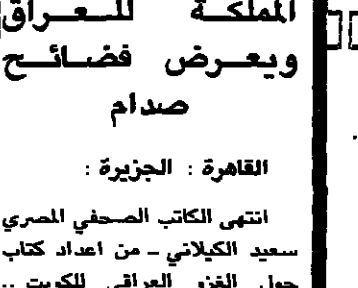 المملكة للعراق
ويعرض فضائح
صدام
القاهرة : الجزيرة :
انتهى الكاتب الصحفي المصري
سعيد الكيلاني - من اعداد كتاب
حول الغزو العراقي للكويت ..